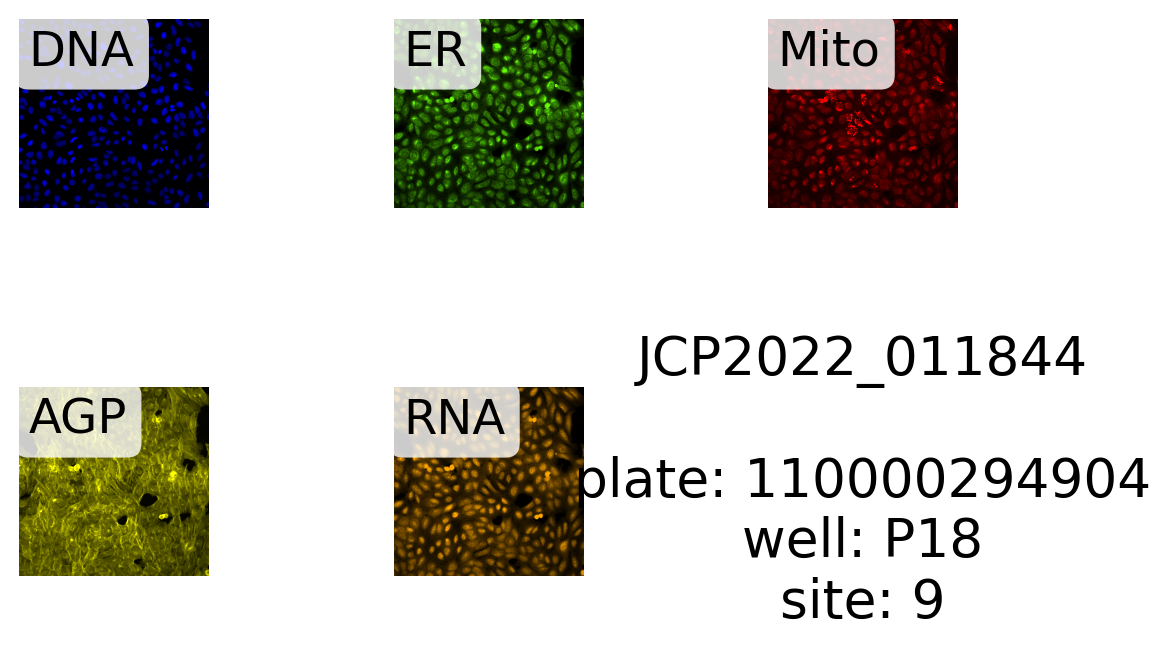 DNA
ER
Mito
AGP
RNA
JCP2022_011844
plate: 110000294904
well: P18
site: 9